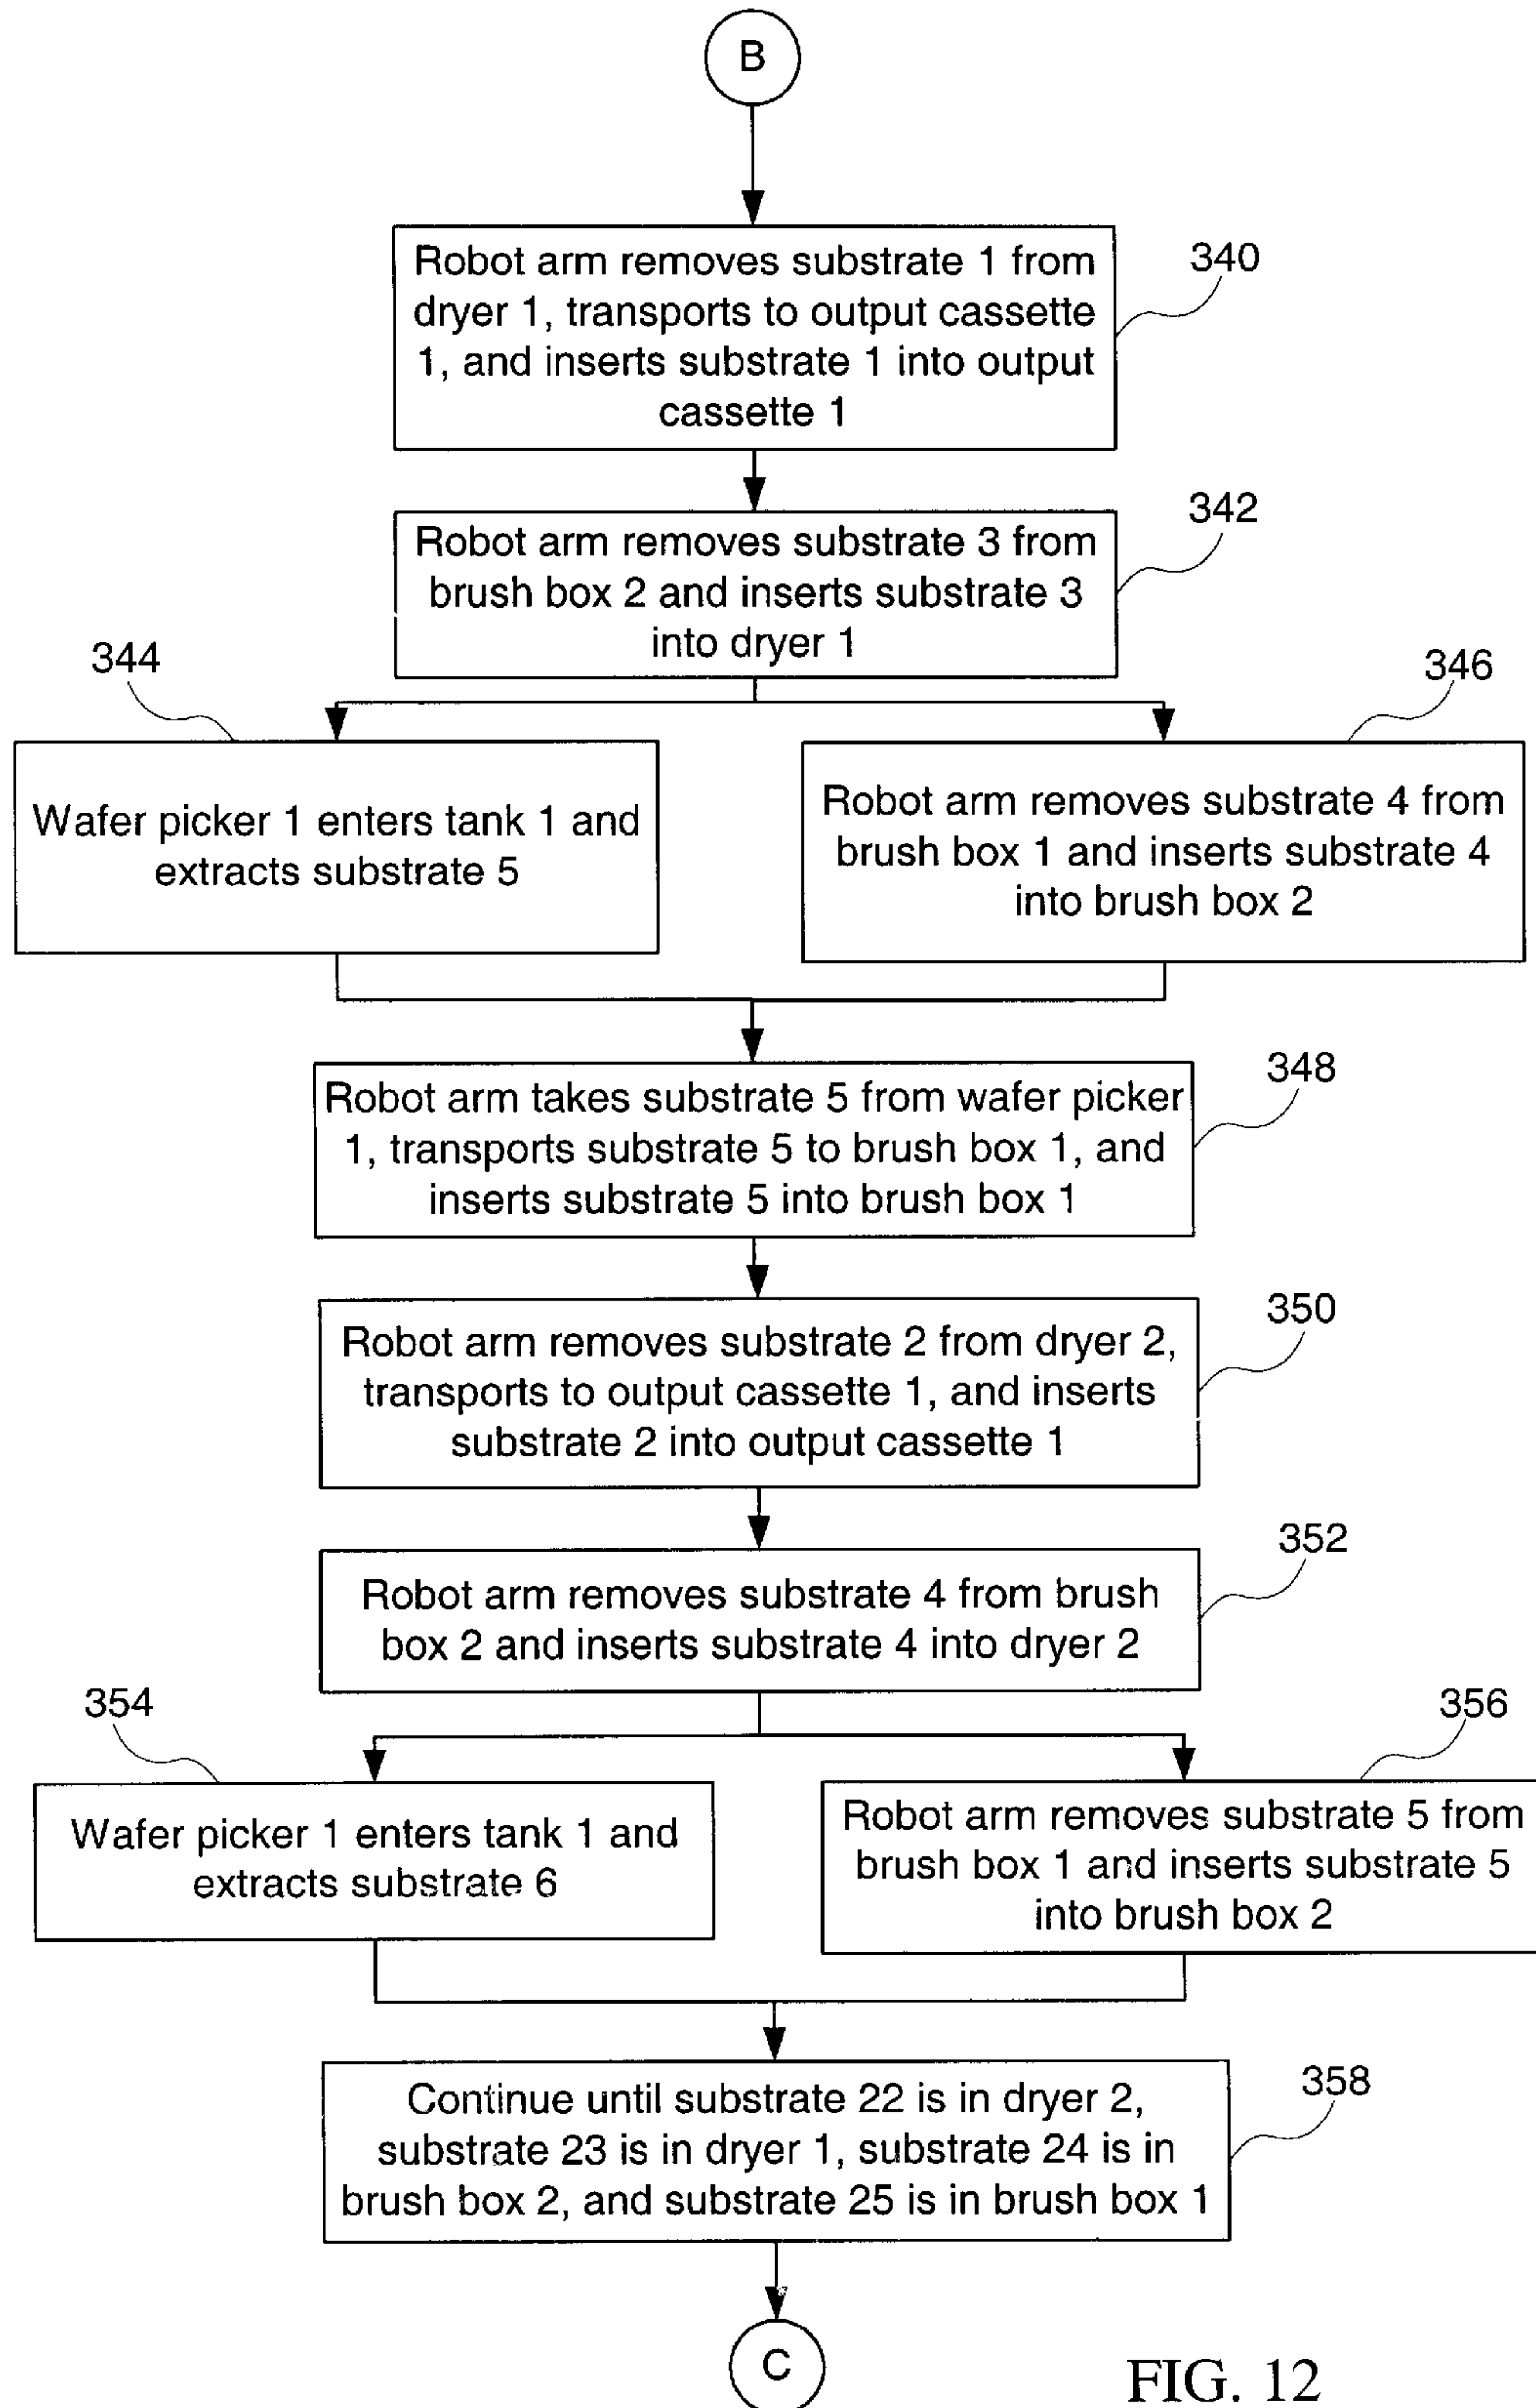 B
Robot arm removes substrate 1 from
dryer 1, transports to output cassette
1, and inserts substrate 1 into output
cassette 1
340
Robot arm removes substrate 3 from
brush box 2 and inserts substrate 3
into dryer 1
342
344
Wafer picker 1 enters tank 1 and
extracts substrate 5
346
Robot arm removes substrate 4 from
brush box 1 and inserts substrate 4
into brush box 2
Robot arm takes substrate 5 from wafer picker
1, transports substrate 5 to brush box 1, and
inserts substrate 5 into brush box 1
348
Robot arm removes substrate 2 from dryer 2,
transports to output cassette 1, and inserts
substrate 2 into output cassette 1
350
Robot arm removes substrate 4 from brush
box 2 and inserts substrate 4 into dryer 2
352
354
Wafer picker 1 enters tank 1 and
extracts substrate 6
356
Robot arm removes substrate 5 from
brush box 1 and inserts substrate 5
into brush box 2
Continue until substrate 22 is in dryer 2,
substrate 23 is in dryer 1, substrate 24 is in
brush box 2, and substrate 25 is in brush box 1
358
C
FIG. 12